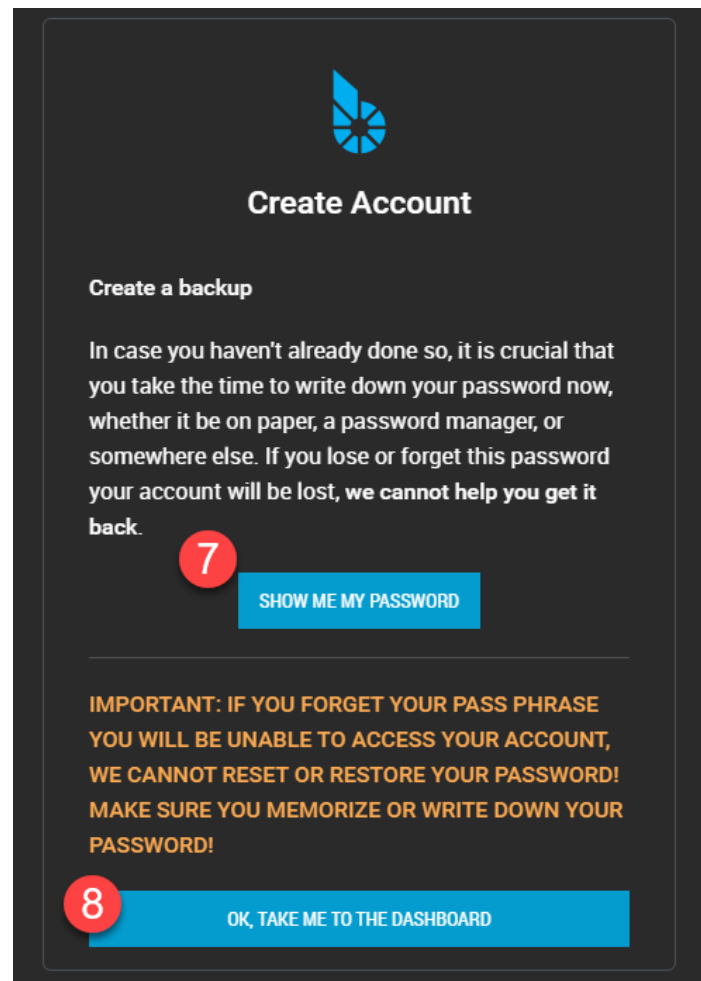 Create Account
Create a backup
In case you haven't already done so, it is crucial that
you take the time to write down your password now,
whether it be on paper, a password manager, or
somewhere else. If you lose or forget this password
your account will be lost, we cannot help you get it
back.
7
SHOW ME MY PASSWORD
IMPORTANT: IF YOU FORGET YOUR PASS PHRASE
YOU WILL BE UNABLE TO ACCESS YOUR ACCOUNT,
WE CANNOT RESET OR RESTORE YOUR PASSWORD!
MAKE SURE YOU MEMORIZE OR WRITE DOWN YOUR
PASSWORD!
8
OK, TAKE ME TO THE DASHBOARD